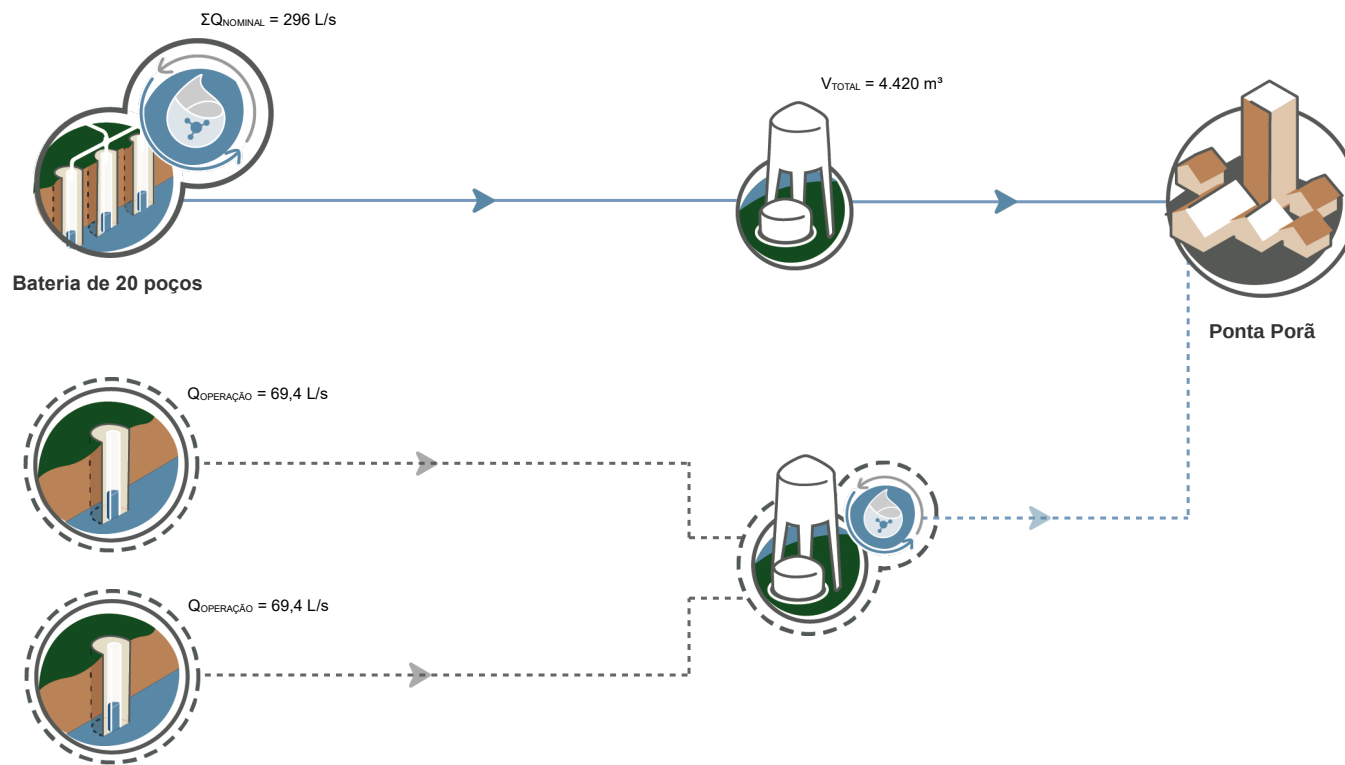 ΣQNOMINAL = 296 L/s
VTOTAL = 4.420 m³
Bateria de 20 poços
Ponta Porã
QOPERAÇÃO = 69,4 L/s
QOPERAÇÃO = 69,4 L/s